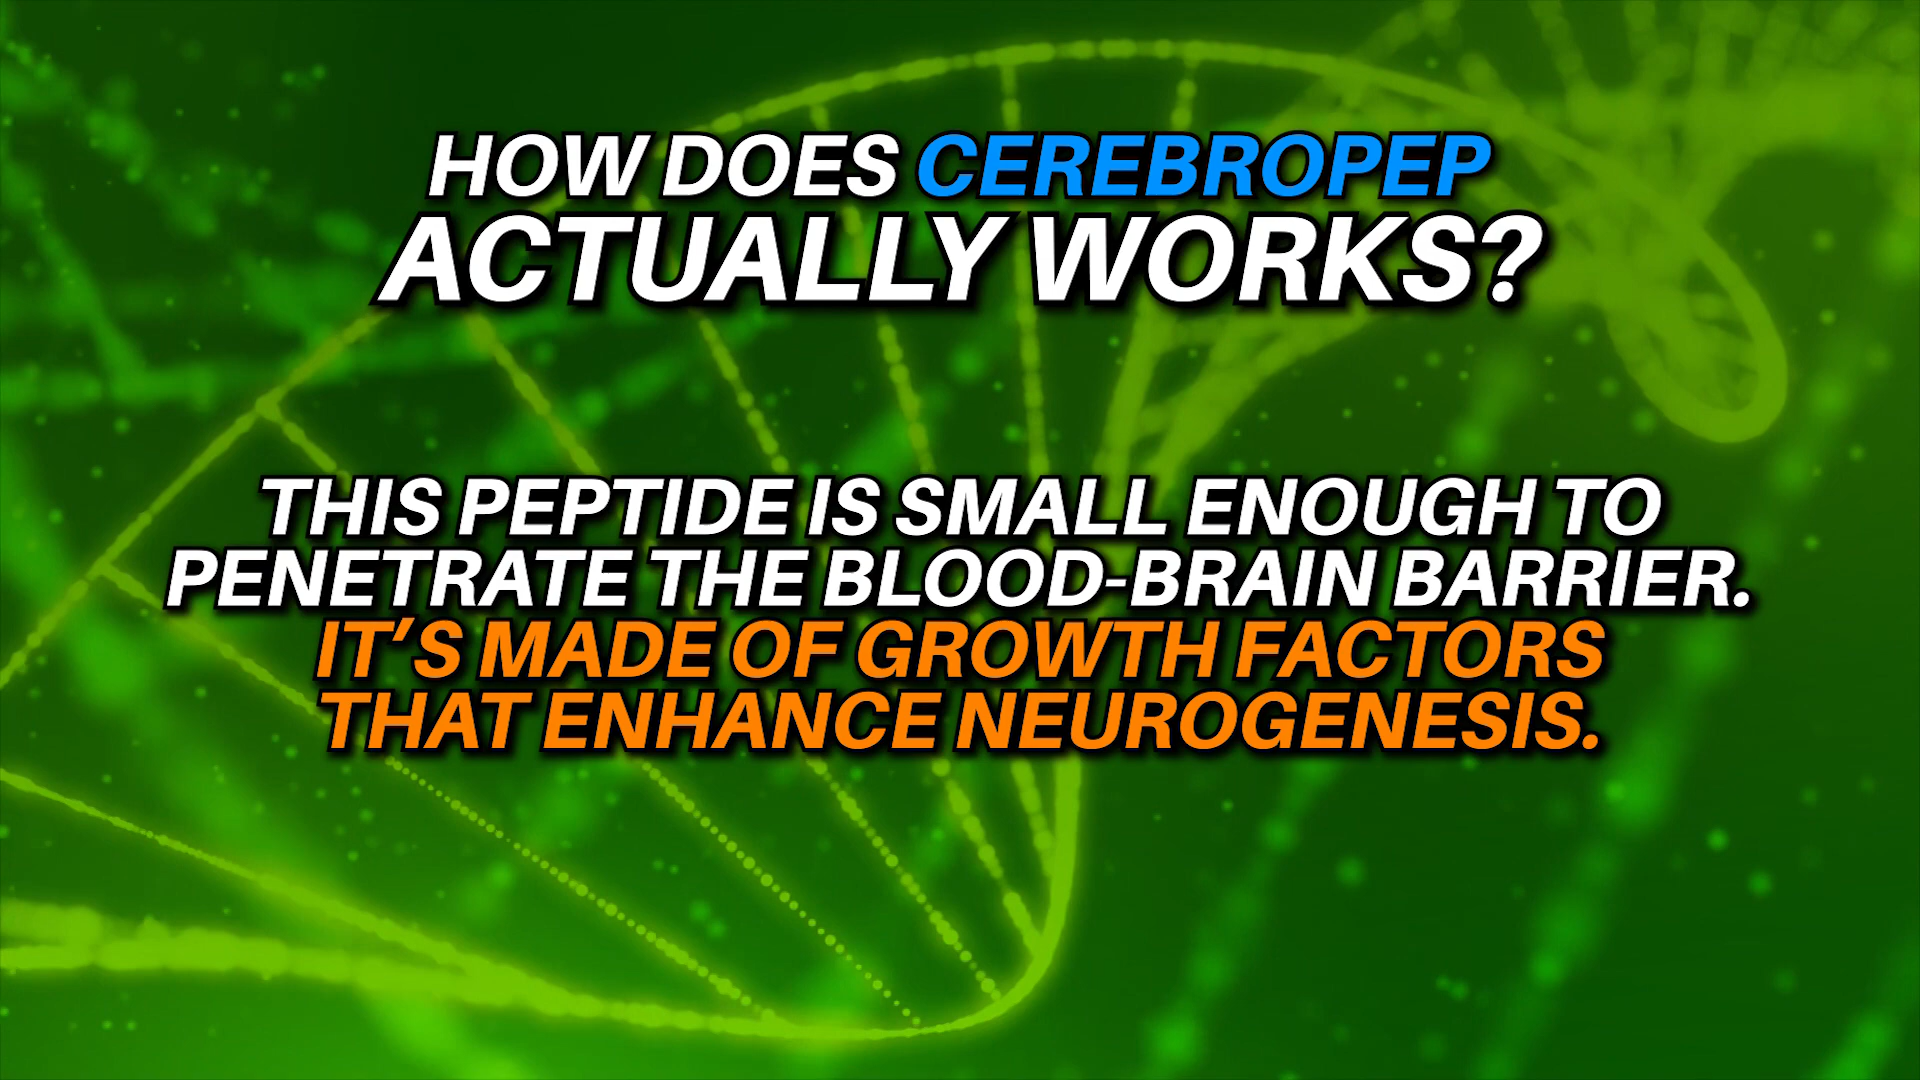 HOW DOES CEREBROPEP
ACTUALLY WORKS?
THIS PEPTIDE IS SMALL ENOUGH TO
PENETRATE THE BLOOD-BRAIN BARRIER.
IT'S MADE OF GROWTH FACTORS
THAT ENHANCE NEUROGENESIS.